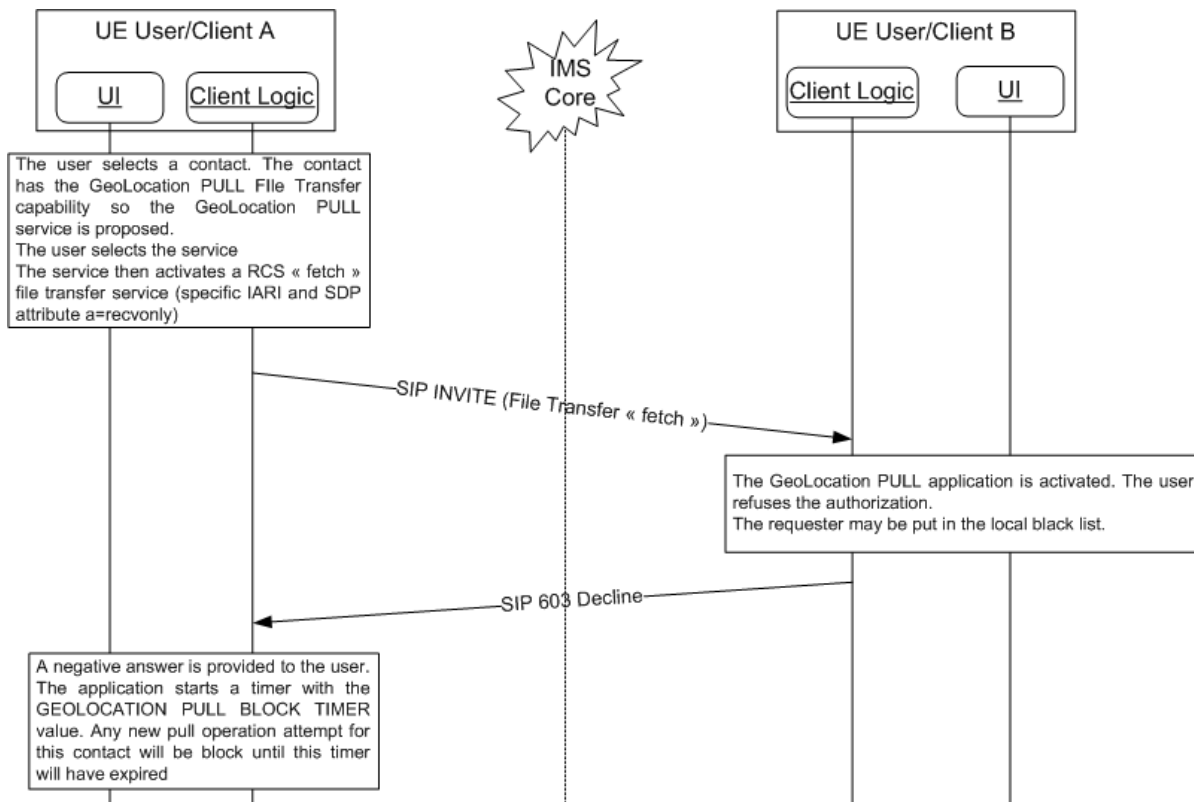 UE User/Client A
UI
Client Logic
IMS
Core
UE User/Client B
Client Logic
UI
The user selects a contact. The contact
has the GeoLocation PULL FIle Transfer
capability so the GeoLocation PULL
service is proposed.
The user selects the service
The service then activates a RCS « fetch »
file transfer service (specific IARI and SDP
attribute a=recvonly)
SIP INVITE (File Transfer « fetch »)
The GeoLocation PULL application is activated. The user
refuses the authorization.
The requester may be put in the local black list.
SIP 603 Decline
A negative answer is provided to the user.
The application starts a timer with the
GEOLOCATION PULL BLOCK TIMER
value. Any new pull operation attempt for
this contact will be block until this timer
will have expired